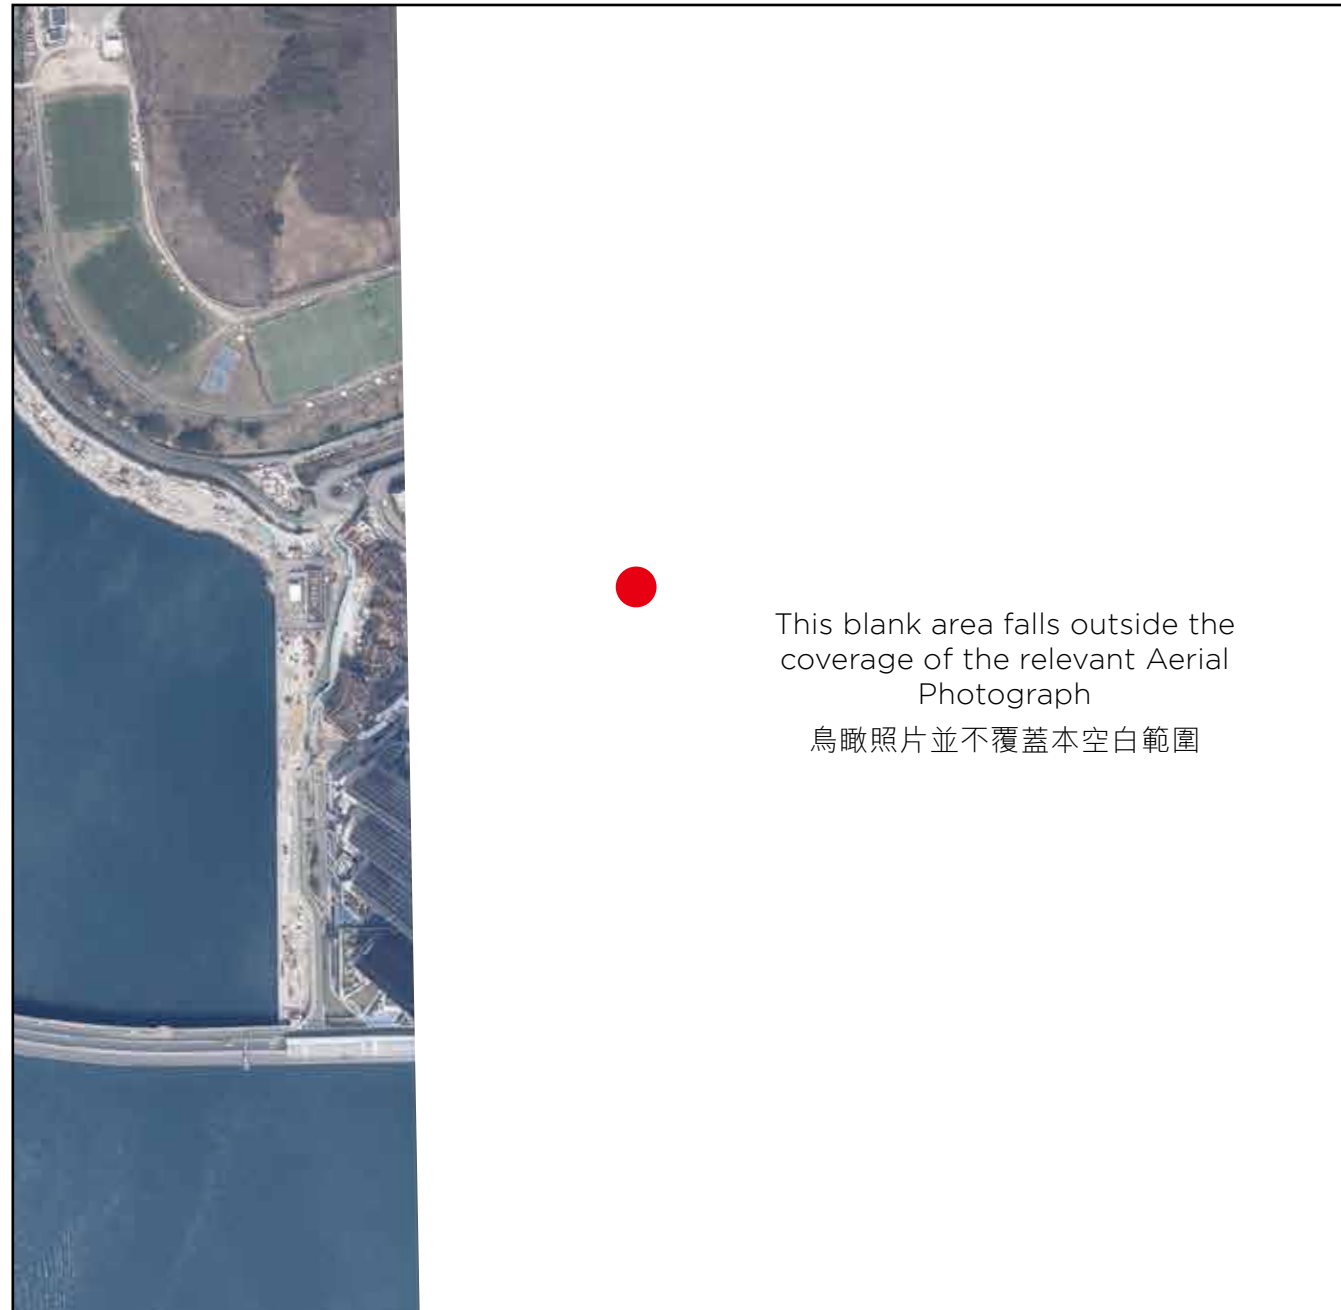 This blank area falls outside the
coverage of the relevant Aerial
Photograph
鳥瞰照片並不覆蓋本空白範圍